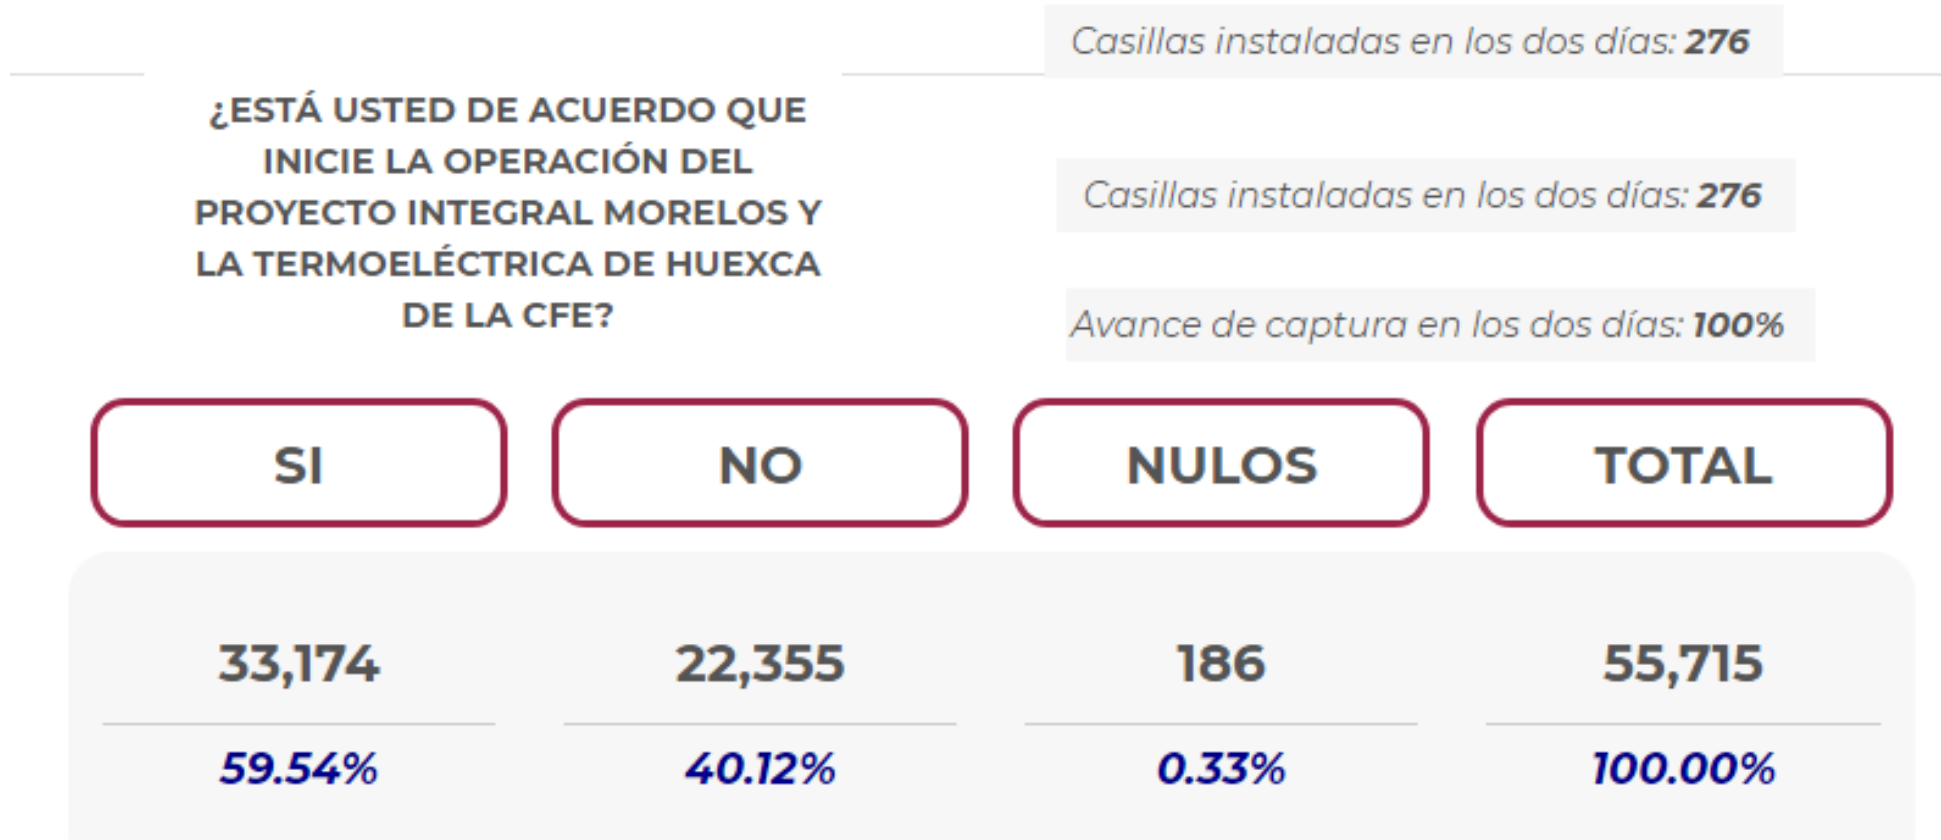 Casillas instaladas en los dos días: 276
¿ESTÁ USTED DE ACUERDO QUE
INICIE LA OPERACIÓN DEL
PROYECTO INTEGRAL MORELOS Y
LA TERMOELÉCTRICA DE HUEXCA
DE LA CFE?
Casillas instaladas en los dos días: 276
Avance de captura en los dos días: 100%
SI NO NULOS TOTAL
33,174 22,355 186 55,715
59.54% 40.12% 0.33% 100.00%